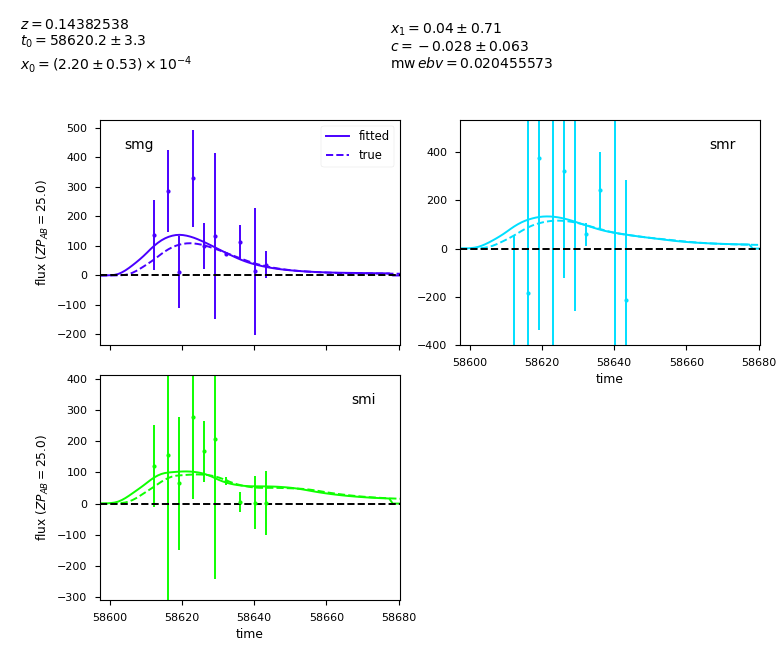 z = 0.14382538
t₀ = 58620.2 ± 3.3
x₀ = (2.20 ± 0.53) × 10⁻⁴
x₁ = 0.04 ± 0.71
c = −0.028 ± 0.063
mw ebv = 0.020455573
smg
fitted
true
500
400
300
200
100
0
−100
−200
flux (ZP_AB = 25.0)
smr
400
200
0
−200
−400
58600 58620 58640 58660 58680
time
smi
400
300
200
100
0
−100
−200
−300
flux (ZP_AB = 25.0)
58600 58620 58640 58660 58680
time